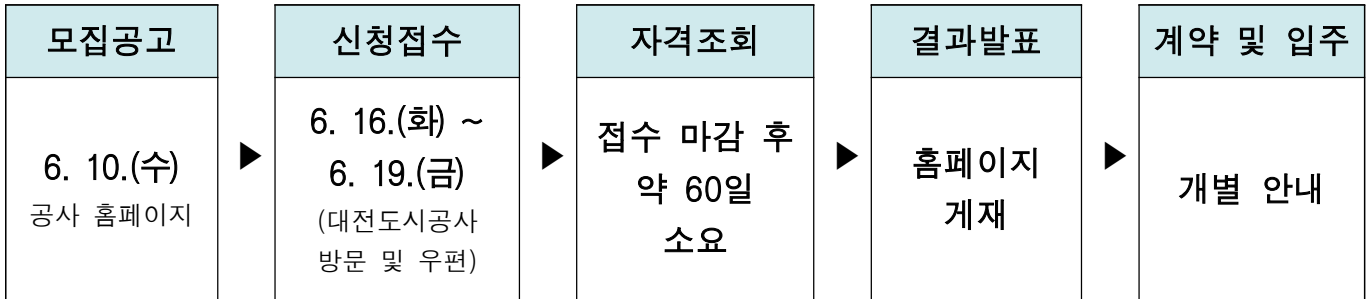 모집공고
6. 10.(수)
공사 홈페이지
▶
신청접수
6. 16.(화) ~
6. 19.(금)
(대전도시공사
방문 및 우편)
▶
자격조회
접수 마감 후
약 60일
소요
▶
결과발표
홈페이지
게재
▶
계약 및 입주
개별 안내